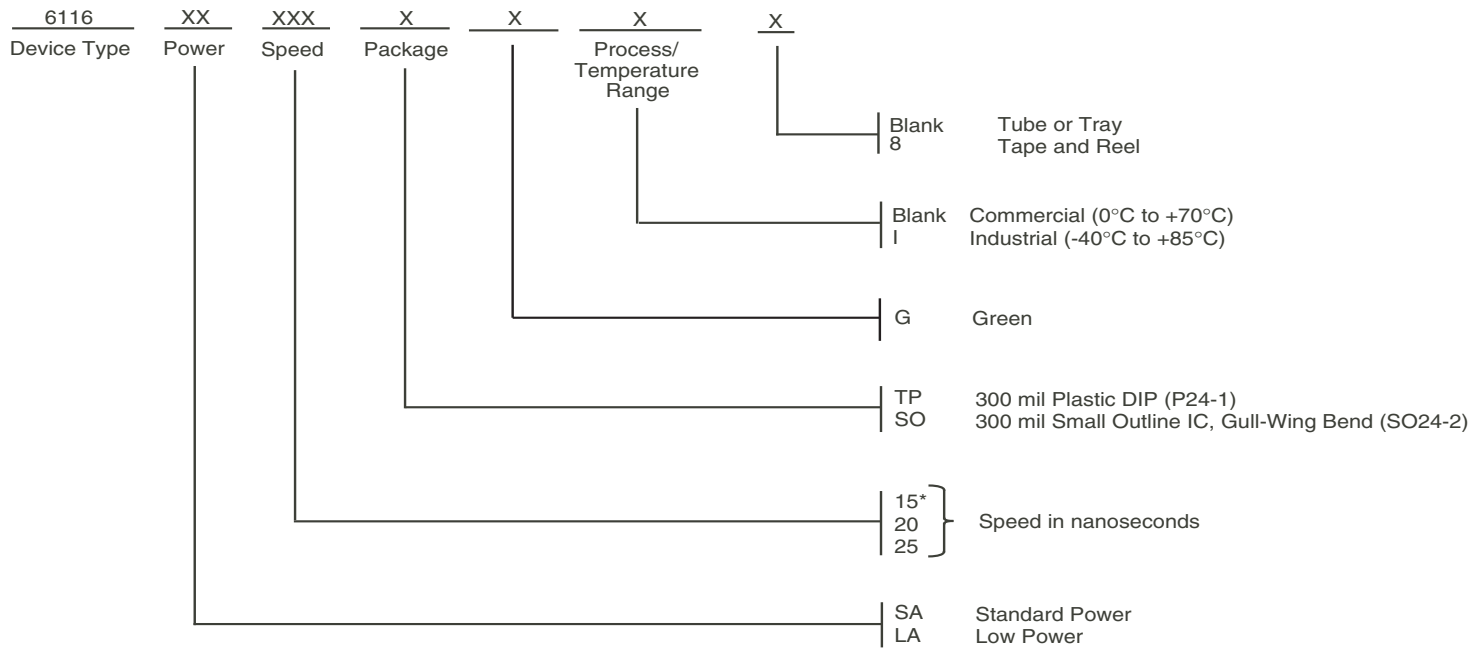 6116 XX XXX X X X X
Device Type Power Speed Package Process/
Temperature
Range
Blank Tube or Tray
8 Tape and Reel
Blank Commercial (0°C to +70°C)
I Industrial (-40°C to +85°C)
G Green
TP 300 mil Plastic DIP (P24-1)
SO 300 mil Small Outline IC, Gull-Wing Bend (SO24-2)
15*
20 Speed in nanoseconds
25
SA Standard Power
LA Low Power